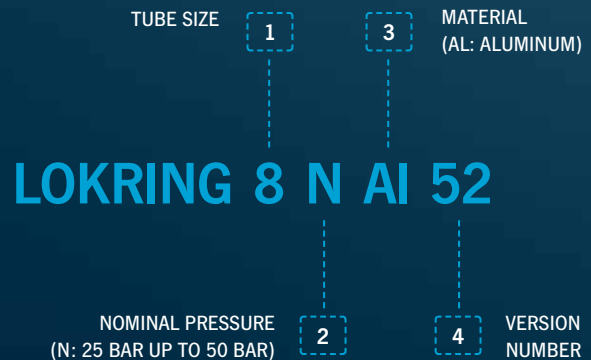 TUBE SIZE
1
3
MATERIAL
(AL: ALUMINUM)
LOKRING 8 N Al 52
NOMINAL PRESSURE
(N: 25 BAR UP TO 50 BAR)
2
4
VERSION
NUMBER